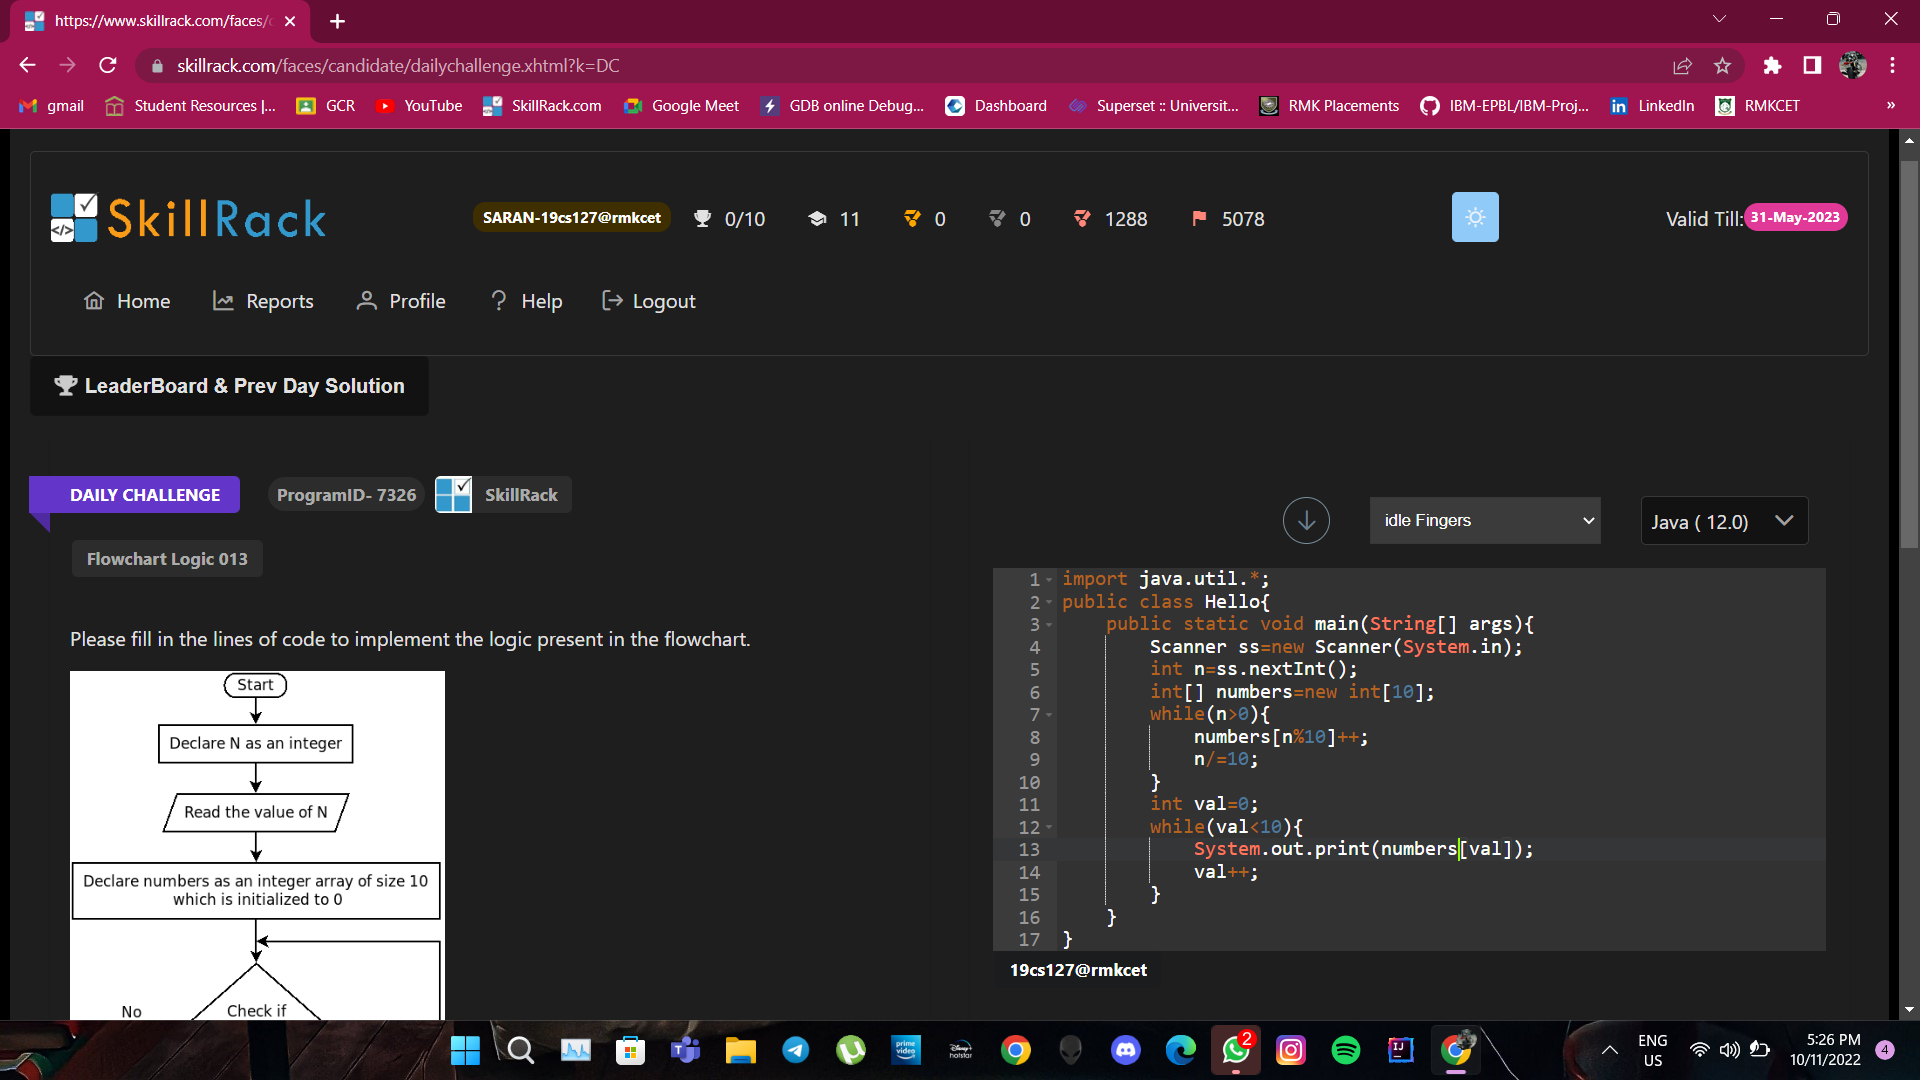 https://www.skillrack.com/faces/c
skillrack.com/faces/candidate/dailychallenge.xhtml?k=DC
gmail
Student Resources |...
GCR
YouTube
SkillRack.com
Google Meet
GDB online Debug...
Dashboard
Superset :: Universit...
RMK Placements
IBM-EPBL/IBM-Proj...
LinkedIn
RMKCET
»
SkillRack
SARAN-19cs127@rmkcet
0/10
11
0
0
1288
5078
Valid Till: 31-May-2023
Home
Reports
Profile
Help
Logout
LeaderBoard & Prev Day Solution
DAILY CHALLENGE
ProgramID- 7326
SkillRack
Flowchart Logic 013
Please fill in the lines of code to implement the logic present in the flowchart.
Start
Declare N as an integer
Read the value of N
Declare numbers as an integer array of size 10
which is initialized to 0
No
Check if
idle Fingers
Java ( 12.0)
1 import java.util.*;
2 public class Hello{
3 public static void main(String[] args){
4 Scanner ss=new Scanner(System.in);
5 int n=ss.nextInt();
6 int[] numbers=new int[10];
7 while(n>0){
8 numbers[n%10]++;
9 n/=10;
10 }
11 int val=0;
12 while(val<10){
13 System.out.print(numbers[val]);
14 val++;
15 }
16 }
17 }
19cs127@rmkcet
prime video
Disney+ hotstar
2
ENG
US
5:26 PM
10/11/2022
4